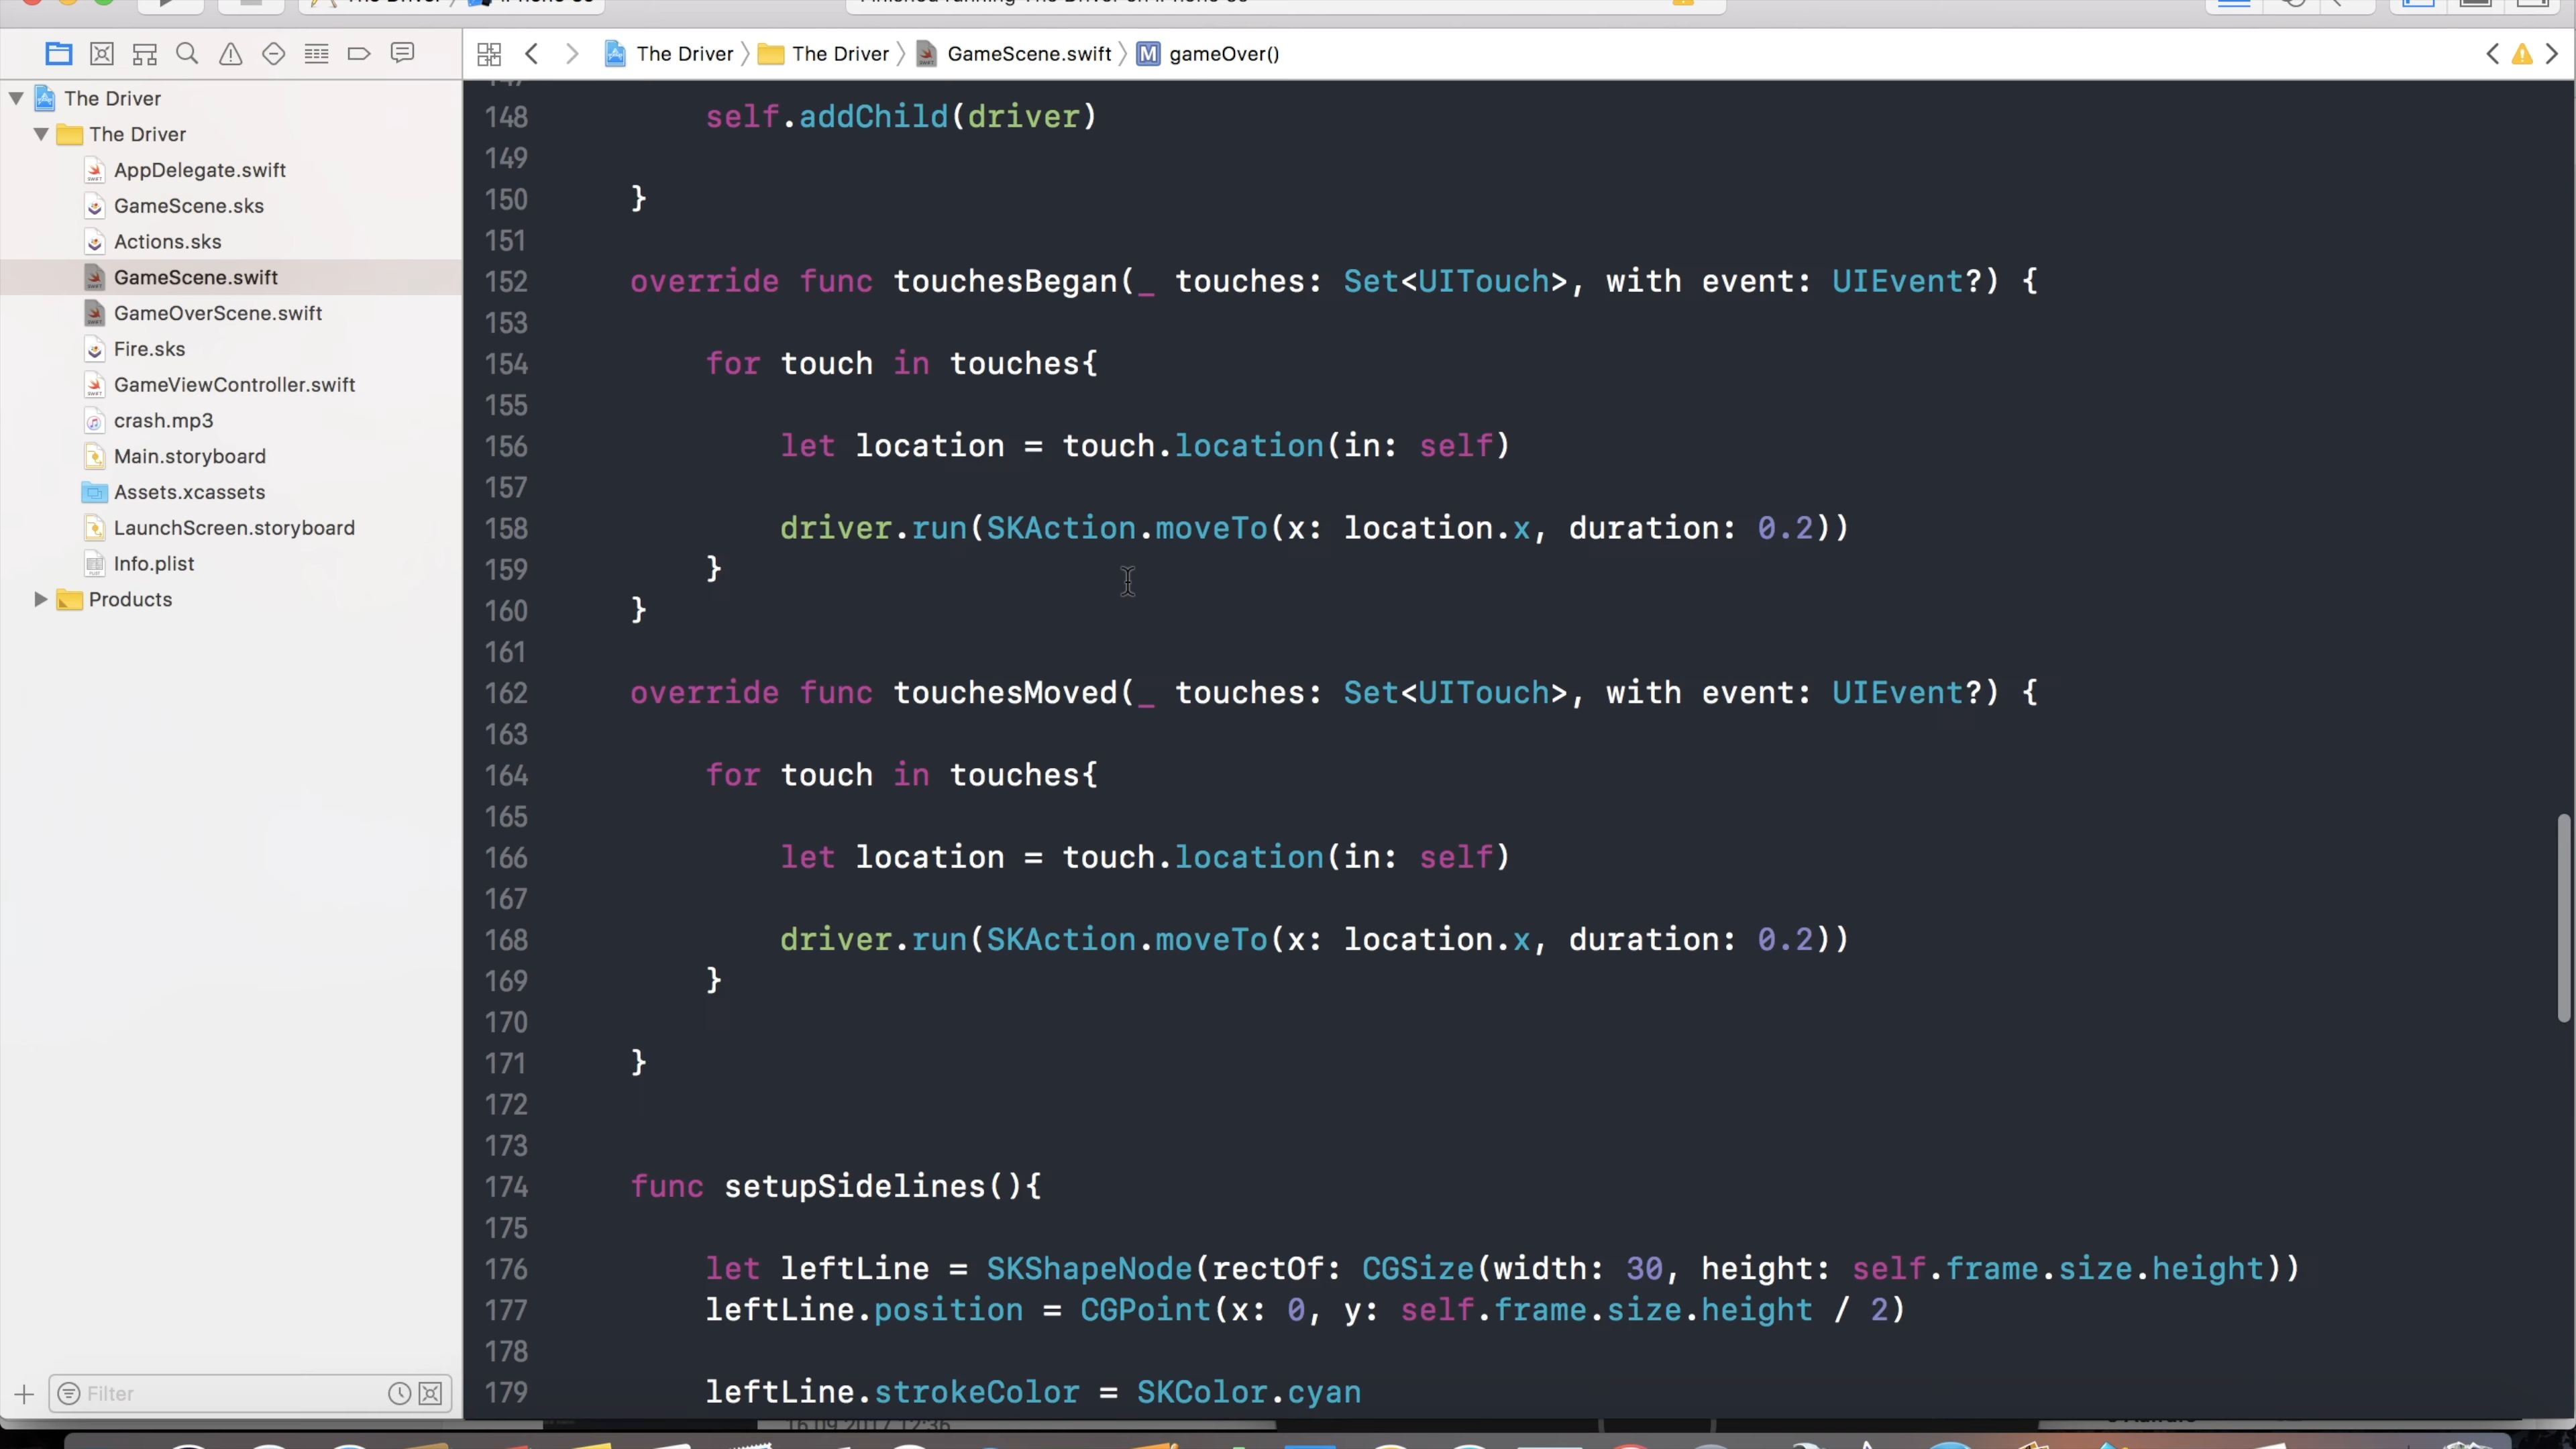 The Driver 〉 The Driver 〉 GameScene.swift 〉 M gameOver()
The Driver
The Driver
AppDelegate.swift
GameScene.sks
Actions.sks
GameScene.swift
GameOverScene.swift
Fire.sks
GameViewController.swift
crash.mp3
Main.storyboard
Assets.xcassets
LaunchScreen.storyboard
Info.plist
Products
Filter
148 self.addChild(driver)
149
150 }
151
152 override func touchesBegan(_ touches: Set<UITouch>, with event: UIEvent?) {
153
154 for touch in touches{
155
156 let location = touch.location(in: self)
157
158 driver.run(SKAction.moveTo(x: location.x, duration: 0.2))
159 }
160 }
161
162 override func touchesMoved(_ touches: Set<UITouch>, with event: UIEvent?) {
163
164 for touch in touches{
165
166 let location = touch.location(in: self)
167
168 driver.run(SKAction.moveTo(x: location.x, duration: 0.2))
169 }
170
171 }
172
173
174 func setupSidelines(){
175
176 let leftLine = SKShapeNode(rectOf: CGSize(width: 30, height: self.frame.size.height))
177 leftLine.position = CGPoint(x: 0, y: self.frame.size.height / 2)
178
179 leftLine.strokeColor = SKColor.cyan